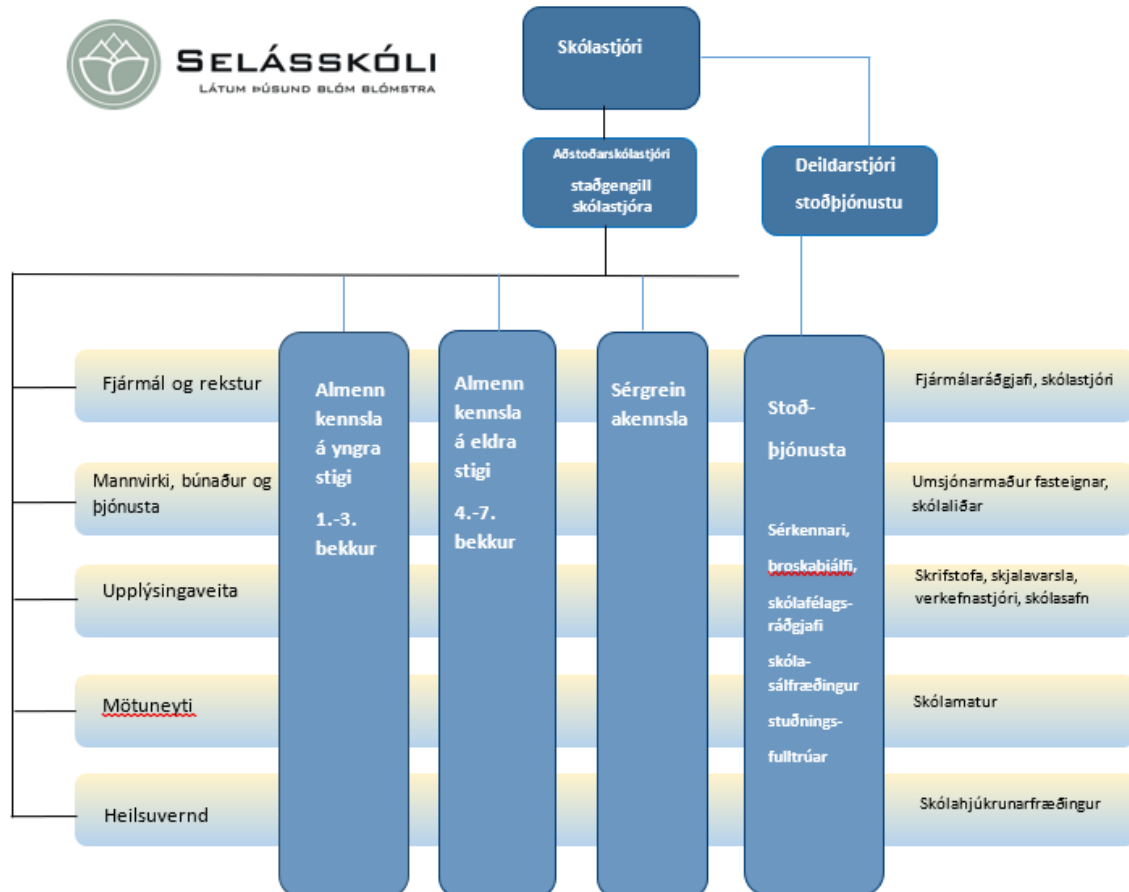 SELÁSSKÓLI
LÁTUM ÞÚSUND BLÓM BLÓMSTRA
Skólastjóri
Aðstoðarskólastjóri
staðgengill
skólastjóra
Deildarstjóri
stoðþjónustu
Fjármál og rekstur
Mannvirki, búnaður og
þjónusta
Upplýsingaveita
Mötuneyti
Heilsuvernd
Almenn
kennsla
á yngra
stigi
1.-3.
bekkur
Almenn
kennsla
á eldra
stigi
4.-7.
bekkur
Sérgrein
akennsla
Stoð-
þjónusta
Sérkennari,
þroskaþjálfi,
skólafélags-
ráðgjafi
skóla-
sálfræðingur
stuðnings-
fulltrúar
Fjármálaráðgjafi, skólastjóri
Umsjónarmaður fasteignar,
skólaliðar
Skrifstofa, skjalavarsla,
verkefnastjóri, skólasafn
Skólamatur
Skólahjúkrunarfræðingur